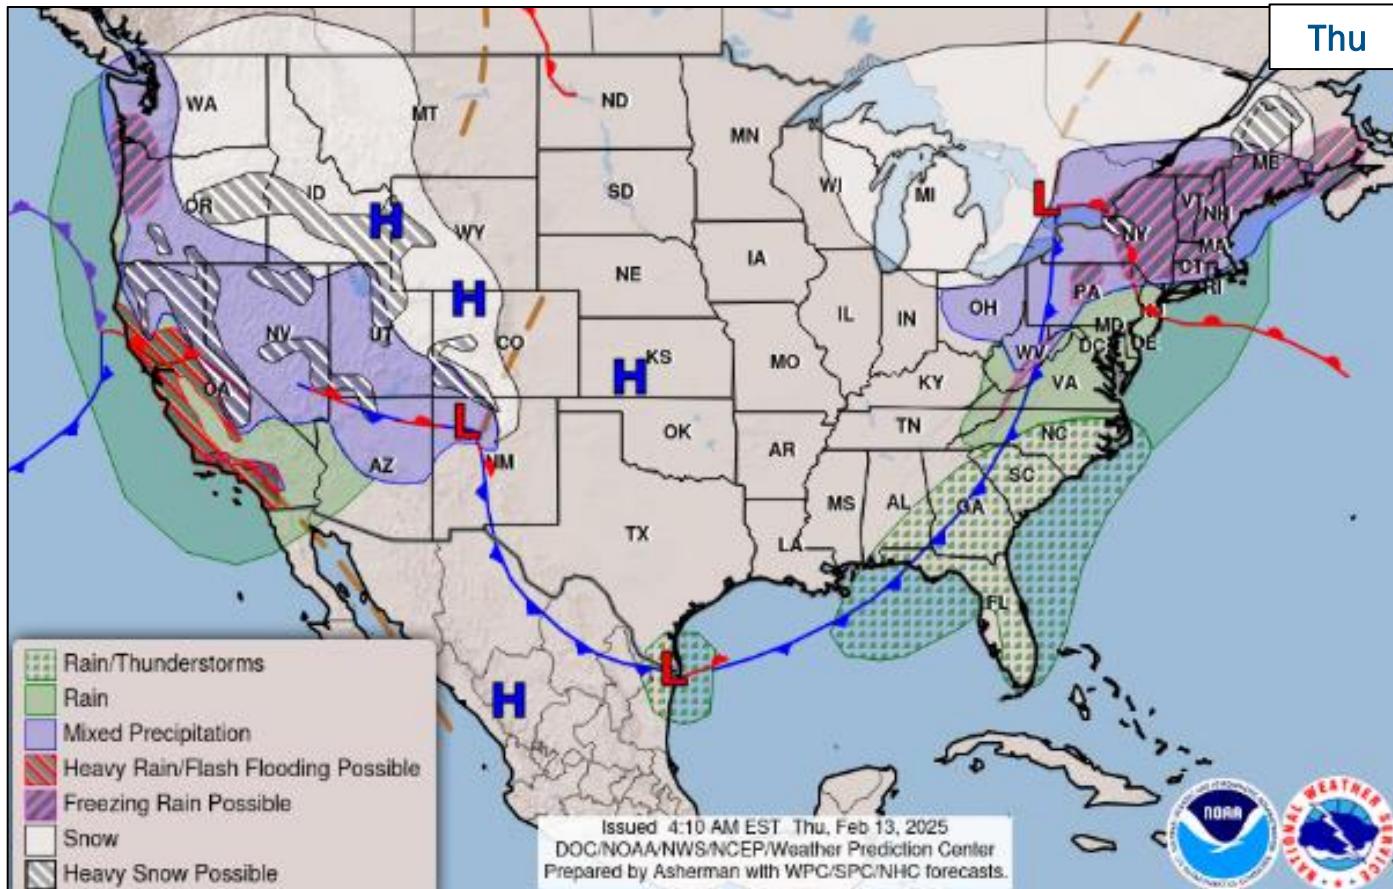 Thu
WA
MT
ND
MN
OR
ID
SD
WI
MI
ME
VT
NH
NY
MA
CT
RI
WY
NE
IA
PA
OH
IL
IN
NV
UT
CO
KS
MO
WV
MD
DC
DE
VA
KY
CA
AZ
NM
OK
AR
TN
NC
SC
MS
AL
GA
TX
LA
FL
H
H
H
H
L
L
L
Rain/Thunderstorms
Rain
Mixed Precipitation
Heavy Rain/Flash Flooding Possible
Freezing Rain Possible
Snow
Heavy Snow Possible
Issued 4:10 AM EST Thu, Feb 13, 2025
DOC/NOAA/NWS/NCEP/Weather Prediction Center
Prepared by Asherman with WPC/SPC/NHC forecasts.
NOAA
NATIONAL WEATHER SERVICE